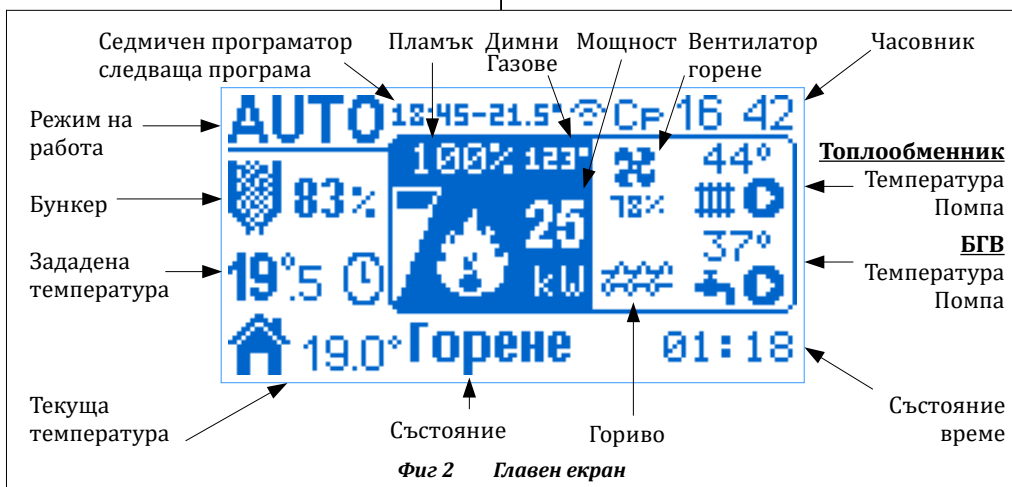 Седмичен програматор
следваща програма
Пламък
Димни
Газове
Мощност
Вентилатор
горене
Часовник
Режим на
работа
AUTO
18:45-21.5°
Ср 16 42
100%
123°
44°
Топлообменник
Температура
Помпа
Бункер
83%
78%
25
kW
37°
БГВ
Температура
Помпа
Зададена
температура
19°.5
19.0°
Горене
01:18
Текуща
температура
Състояние
Гориво
Състояние
време
Фиг 2 Главен екран